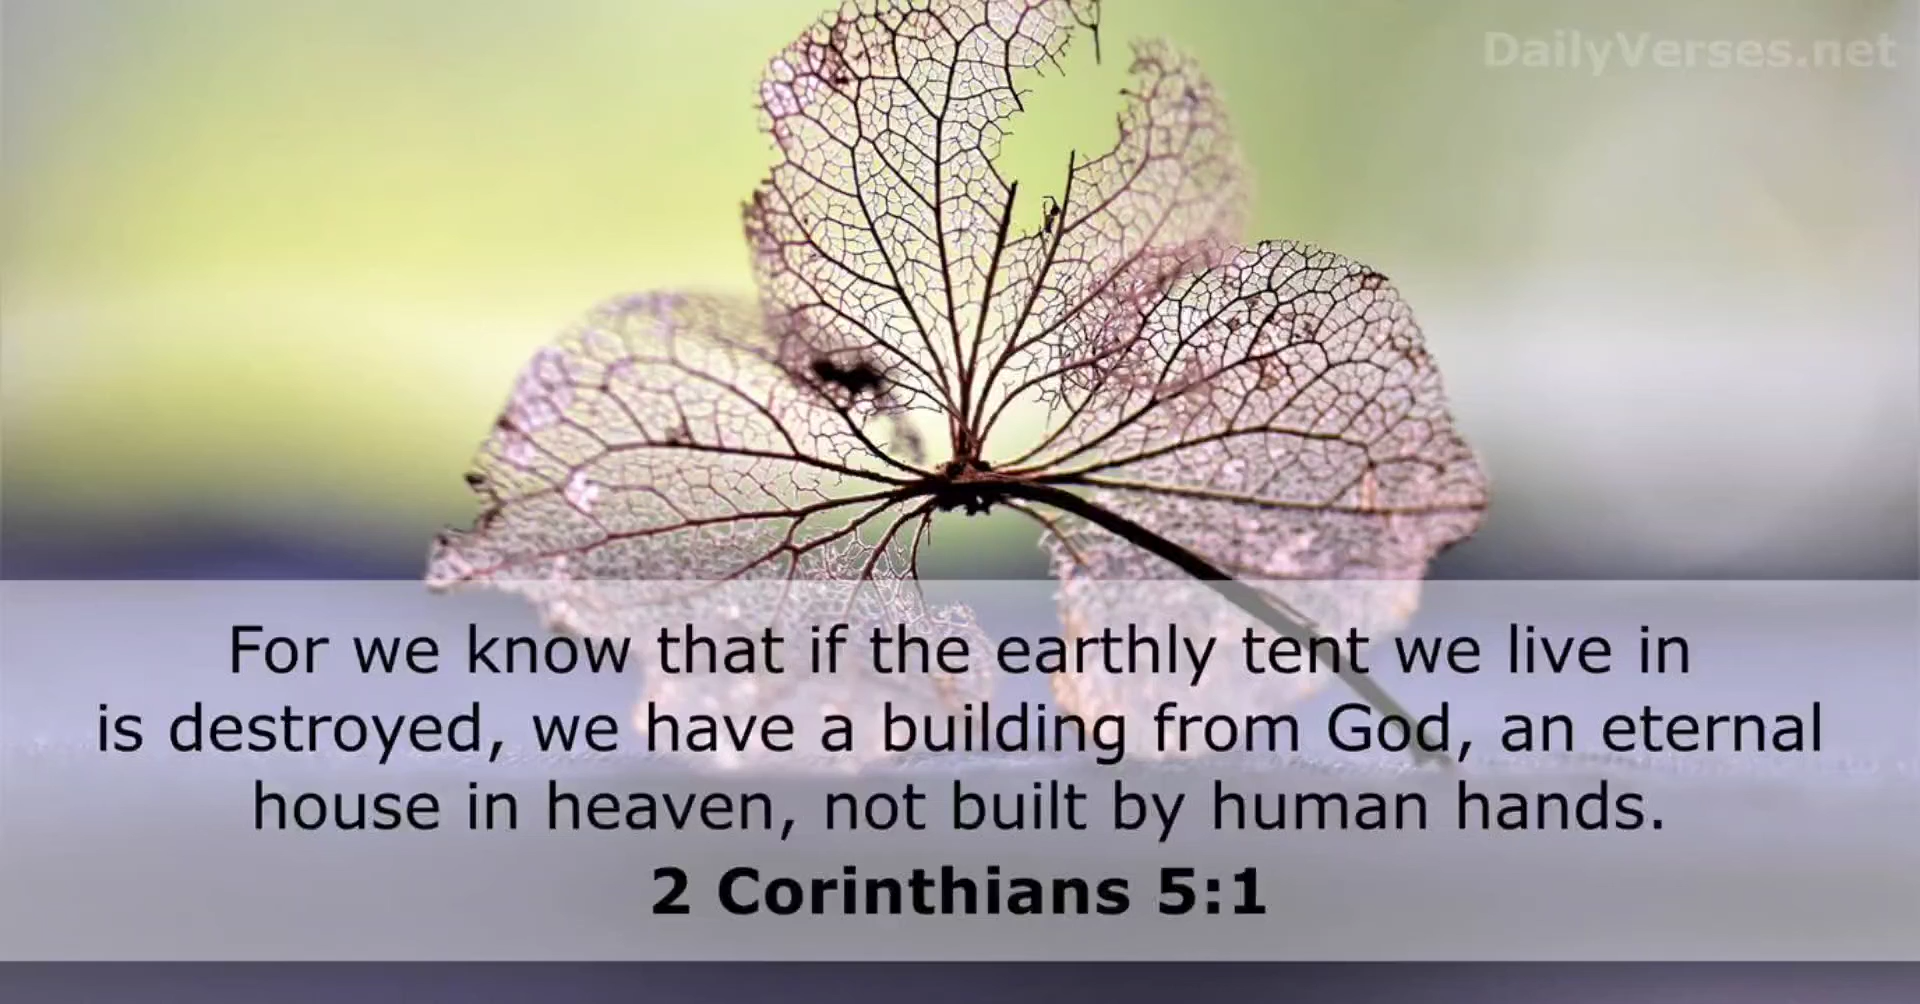 DailyVerses.net
For we know that if the earthly tent we live in
is destroyed, we have a building from God, an eternal
house in heaven, not built by human hands.
2 Corinthians 5:1